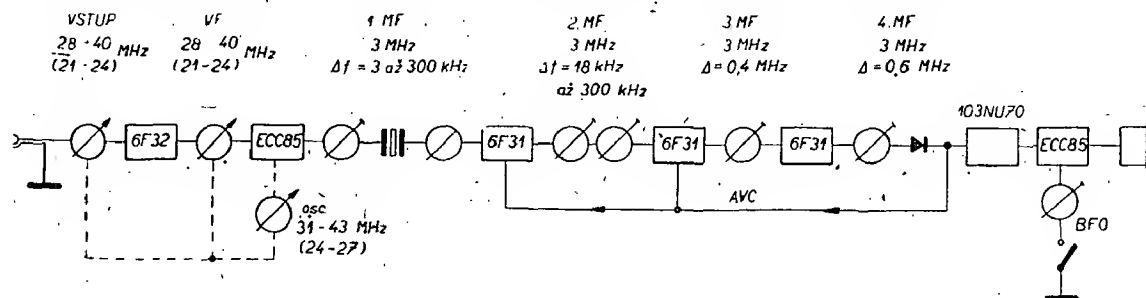 VSTUP
28-40 MHz
(21-24)
VF
28 40 MHz
(21-24)
1 MF
3 MHz
Δf = 3 až 300 kHz
2. MF
3 MHz
Δf = 18 kHz
až 300 kHz
3 MF
3 MHz
Δ = 0,4 MHz
4. MF
3 MHz
Δ = 0,6 MHz
6F32
ECC85
6F31
6F31
6F31
103NU70
ECC85
osc
31-43 MHz
(24-27)
AVC
BFO